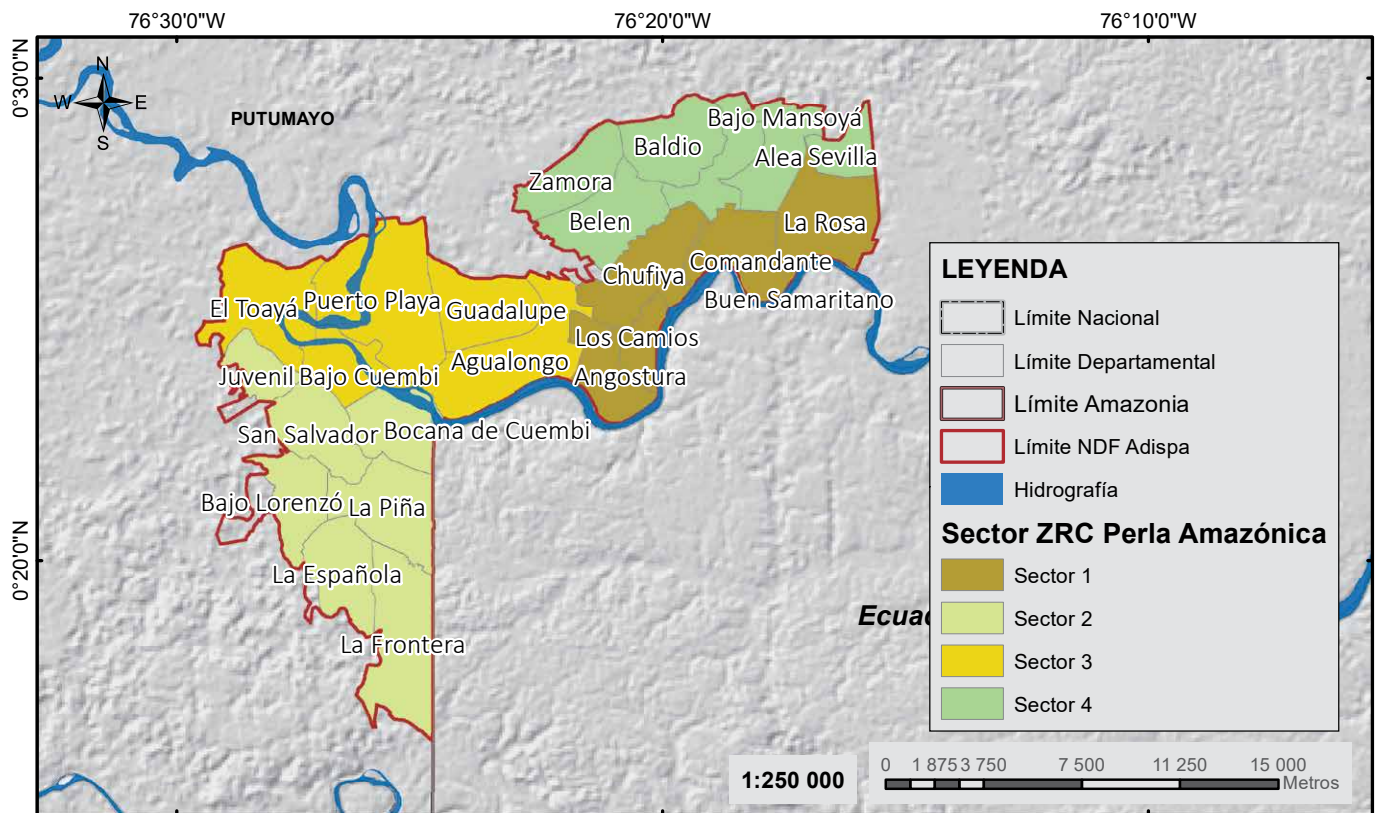 76°30'0"W
76°20'0"W
76°10'0"W
0°30'0"N
0°20'0"N
N
W
E
S
PUTUMAYO
Bajo Mansoyá
Baldio
Alea
Sevilla
Zamora
Belen
La Rosa
Comandante
Chufiya
Buen Samaritano
El Toayá
Puerto Playa
Guadalupe
Los Camios
Agualongo
Angostura
Juvenil
Bajo Cuembi
San Salvador
Bocana de Cuembi
Bajo Lorenzó
La Piña
La Española
La Frontera
Ecuad
LEYENDA
Límite Nacional
Límite Departamental
Límite Amazonia
Límite NDF Adispa
Hidrografía
Sector ZRC Perla Amazónica
Sector 1
Sector 2
Sector 3
Sector 4
1:250 000
0 1 875 3 750 7 500 11 250 15 000
Metros